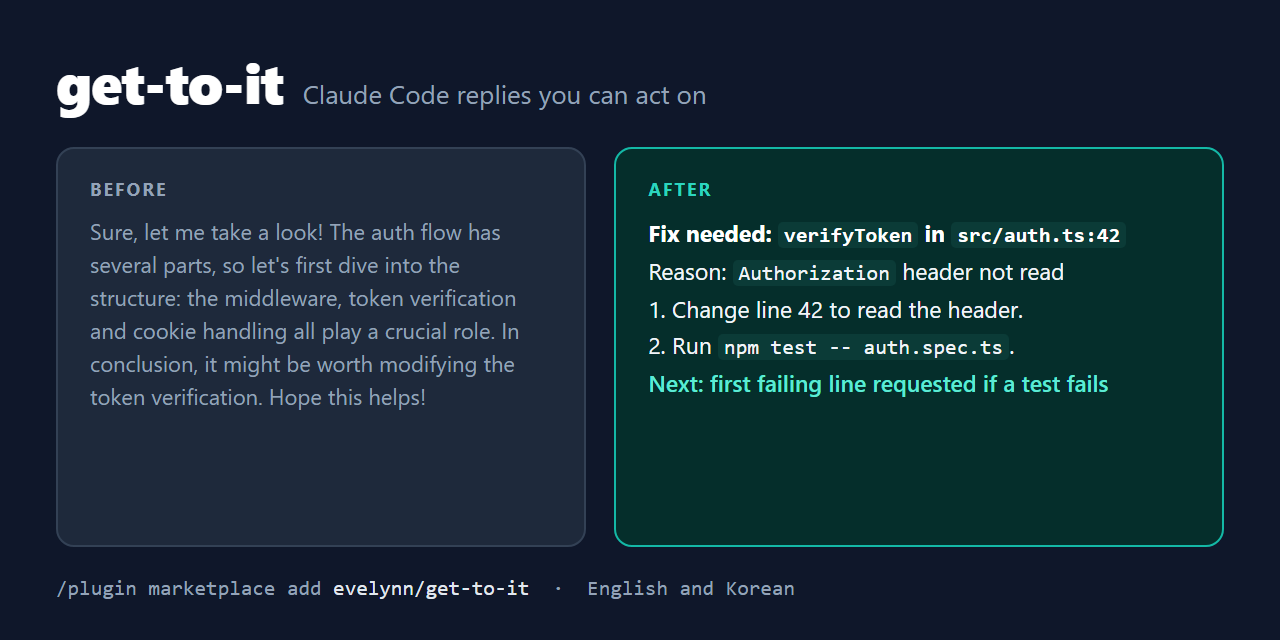 get-to-it Claude Code replies you can act on
BEFORE
Sure, let me take a look! The auth flow has
several parts, so let's first dive into the
structure: the middleware, token verification
and cookie handling all play a crucial role. In
conclusion, it might be worth modifying the
token verification. Hope this helps!
AFTER
Fix needed: verifyToken in src/auth.ts:42
Reason: Authorization header not read
1. Change line 42 to read the header.
2. Run npm test -- auth.spec.ts.
Next: first failing line requested if a test fails
/plugin marketplace add evelynn/get-to-it · English and Korean